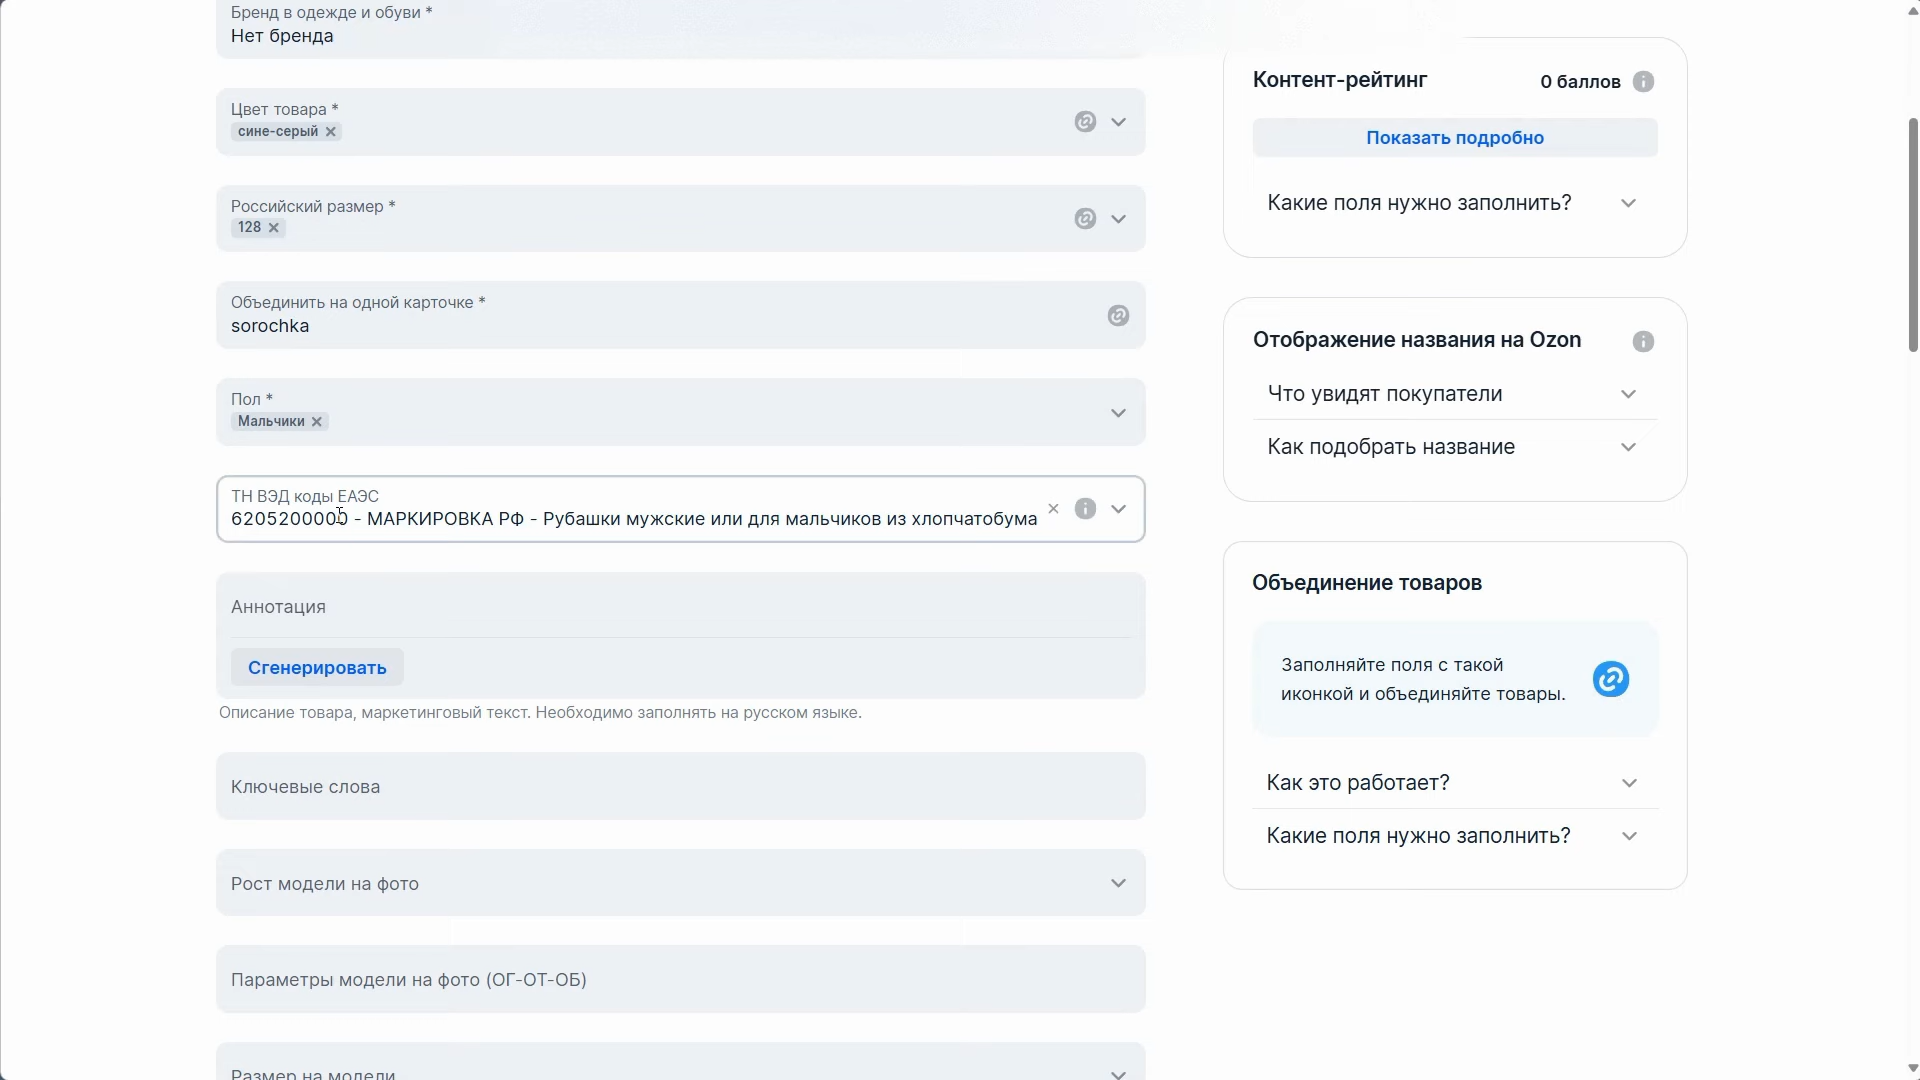 Бренд в одежде и обуви *
Нет бренда
Цвет товара *
сине-серый
Российский размер *
128
Объединить на одной карточке *
sorochka
Пол *
Мальчики
ТН ВЭД коды ЕАЭС
6205200000 - МАРКИРОВКА РФ - Рубашки мужские или для мальчиков из хлопчатобума
Аннотация
Сгенерировать
Описание товара, маркетинговый текст. Необходимо заполнять на русском языке.
Ключевые слова
Рост модели на фото
Параметры модели на фото (ОГ-ОТ-ОБ)
Размер на модели
Контент-рейтинг
0 баллов
Показать подробно
Какие поля нужно заполнить?
Отображение названия на Ozon
Что увидят покупатели
Как подобрать название
Объединение товаров
Заполняйте поля с такой
иконкой и объединяйте товары.
Как это работает?
Какие поля нужно заполнить?